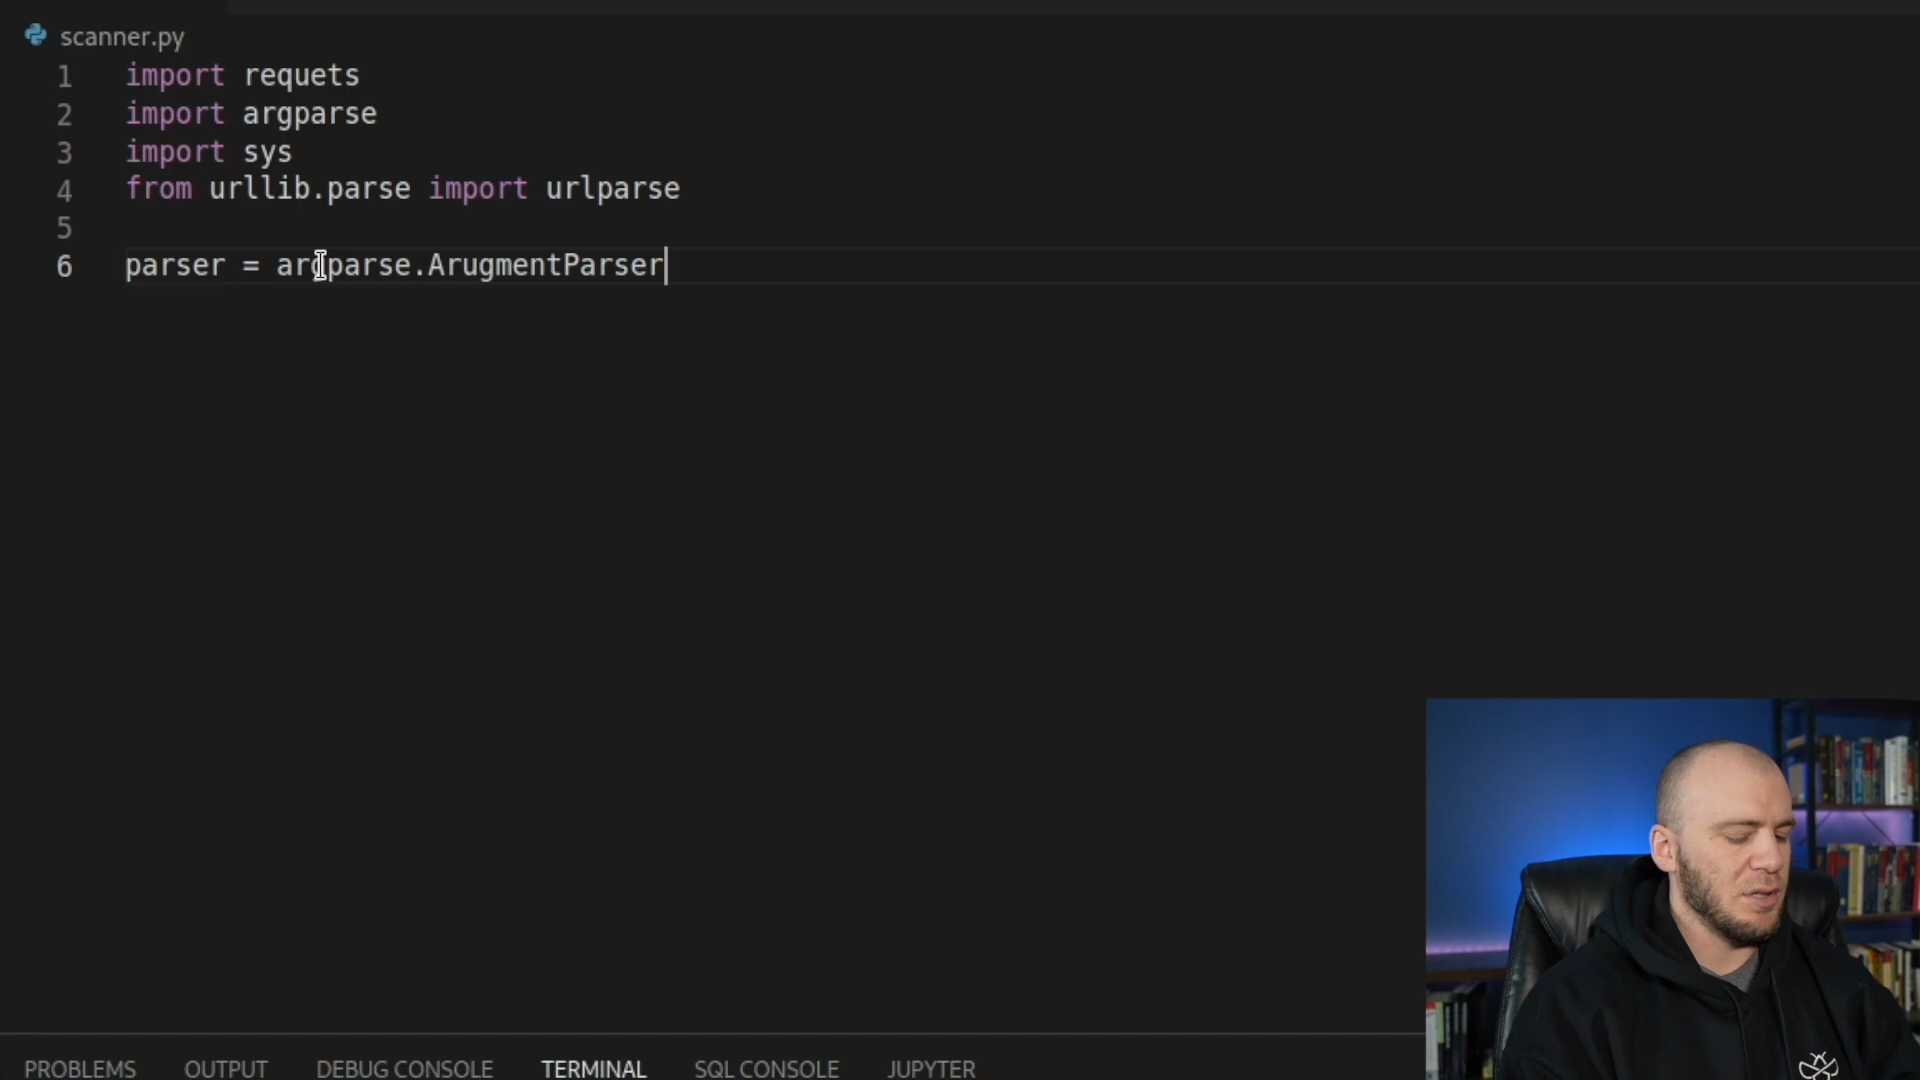 scanner.py
1 import requets
2 import argparse
3 import sys
4 from urllib.parse import urlparse
5
6 parser = argparse.ArugmentParser
PROBLEMS OUTPUT DEBUG CONSOLE TERMINAL SQL CONSOLE JUPYTER